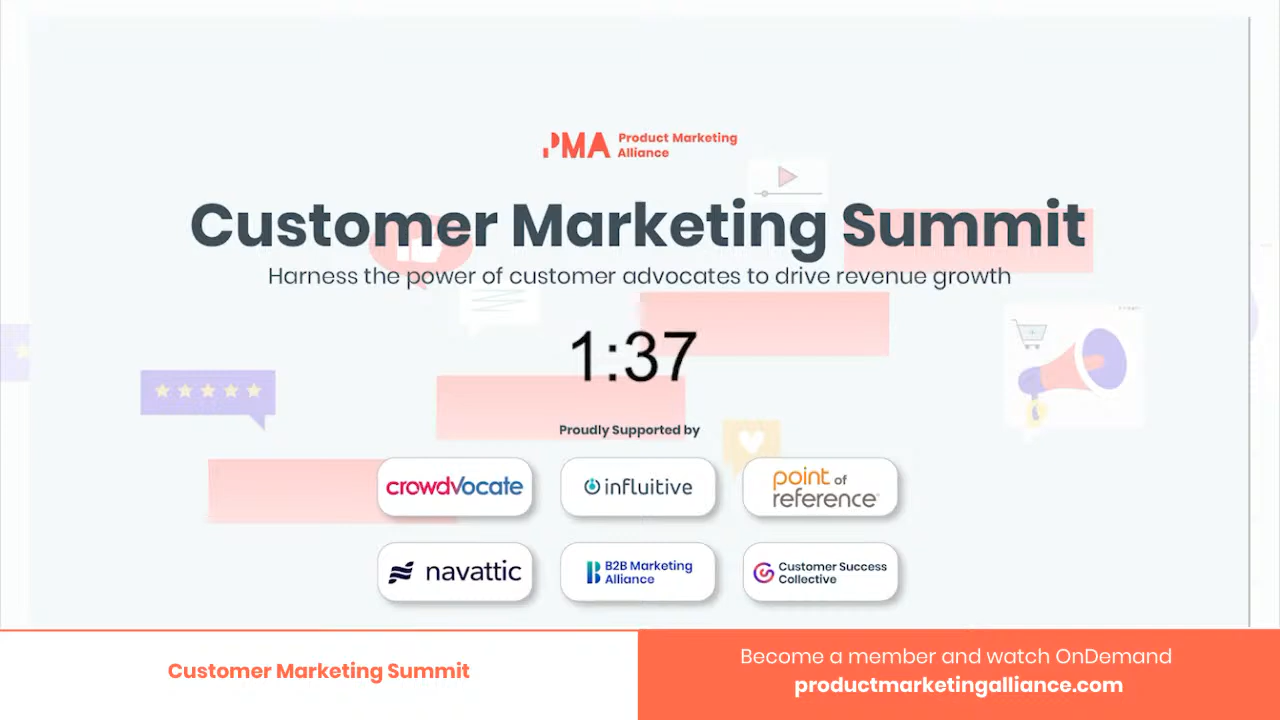 PMA Product Marketing
Alliance
Customer Marketing Summit
Harness the power of customer advocates to drive revenue growth
1:37
Proudly Supported by
crowdvocate
influitive
point of
reference
navattic
B2B Marketing
Alliance
Customer Success
Collective
Customer Marketing Summit
Become a member and watch OnDemand
productmarketingalliance.com